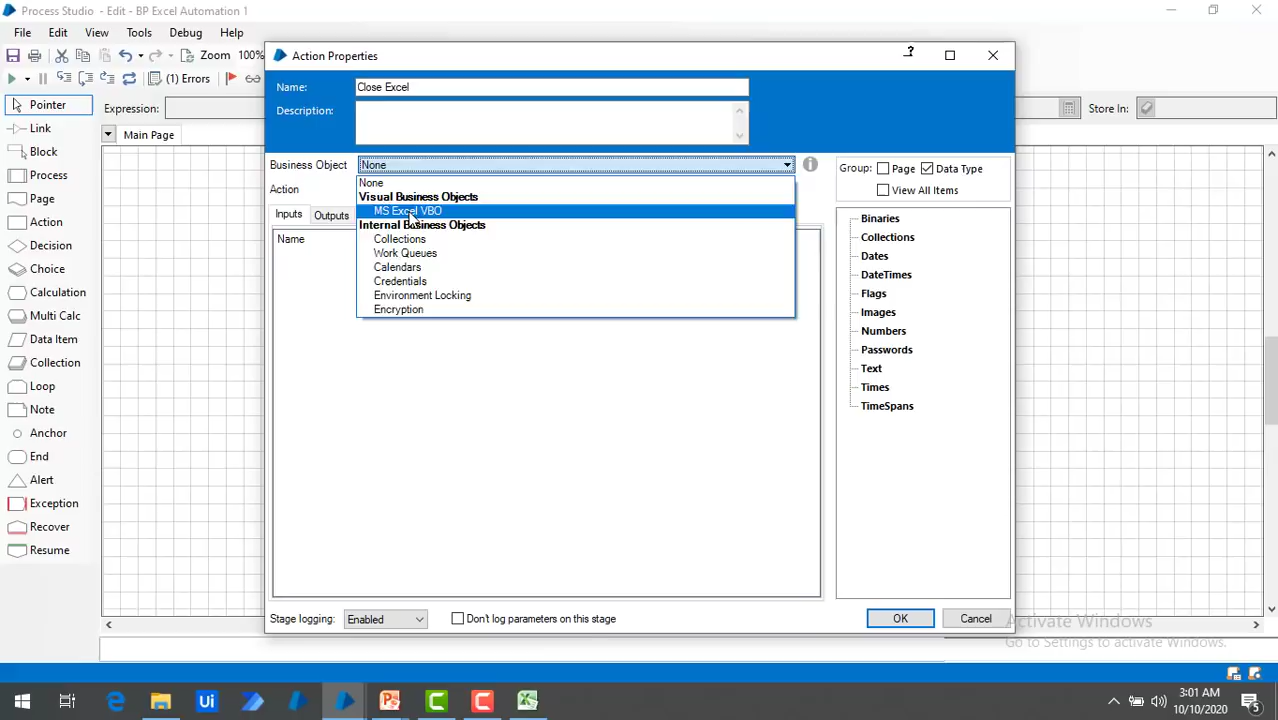 Process Studio - Edit - BP Excel Automation 1
File Edit View Tools Debug Help
Zoom 100%
(1) Errors
Pointer
Link
Block
Process
Page
Action
Decision
Choice
Calculation
Multi Calc
Data Item
Collection
Loop
Note
Anchor
End
Alert
Exception
Recover
Resume
Expression:
Store In:
Main Page
Action Properties
?
Name: Close Excel
Description:
Business Object None
Action
Inputs Outputs
Name
None
Visual Business Objects
MS Excel VBO
Internal Business Objects
Collections
Work Queues
Calendars
Credentials
Environment Locking
Encryption
Group: Page Data Type
View All Items
Binaries
Collections
Dates
DateTimes
Flags
Images
Numbers
Passwords
Text
Times
TimeSpans
Stage logging: Enabled Don't log parameters on this stage
OK Cancel
Activate Windows
Go to Settings to activate Windows.
Ui
3:01 AM
10/10/2020
5